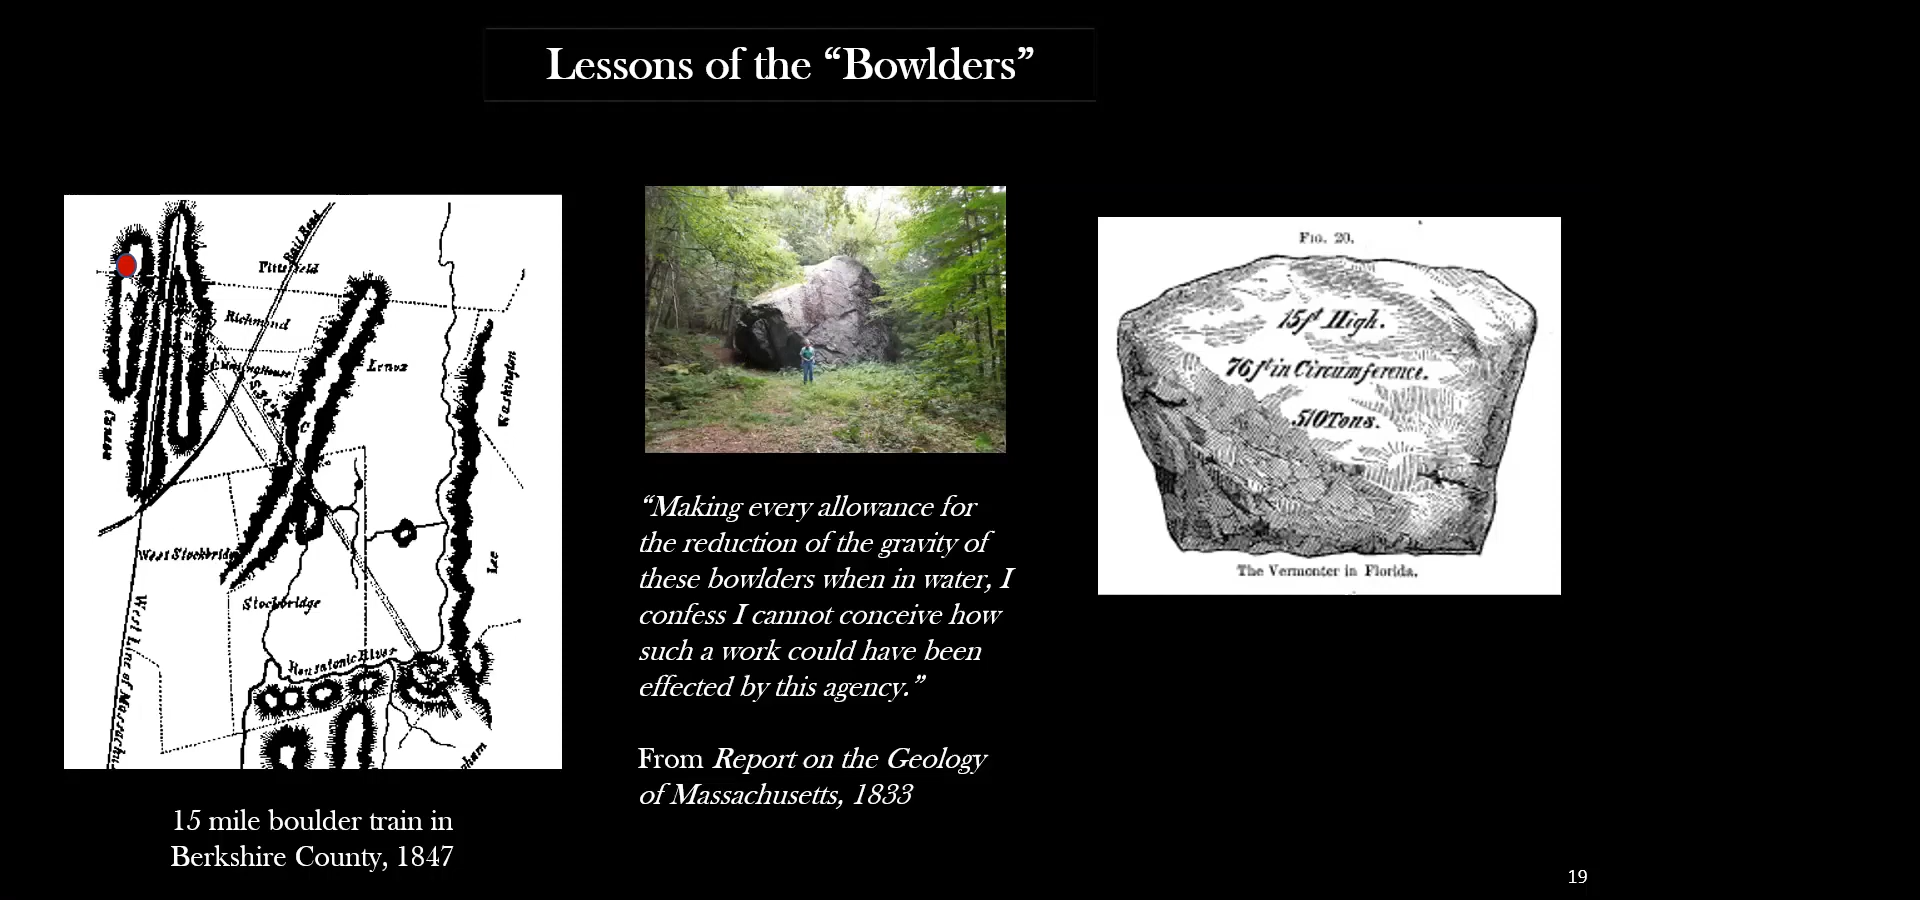 Lessons of the “Bowlders”
Rail Road
Pittsfield
Richmond
Lenox
Washington
Canaan
West Stockbridge
Lee
Stockbridge
Housatonic River
West Line of Massachu
15 mile boulder train in
Berkshire County, 1847
“Making every allowance for
the reduction of the gravity of
these bowlders when in water, I
confess I cannot conceive how
such a work could have been
effected by this agency.”
From Report on the Geology
of Massachusetts, 1833
Fig. 20.
15ft High.
76ft in Circumference.
510 Tons.
The Vermonter in Florida.
19